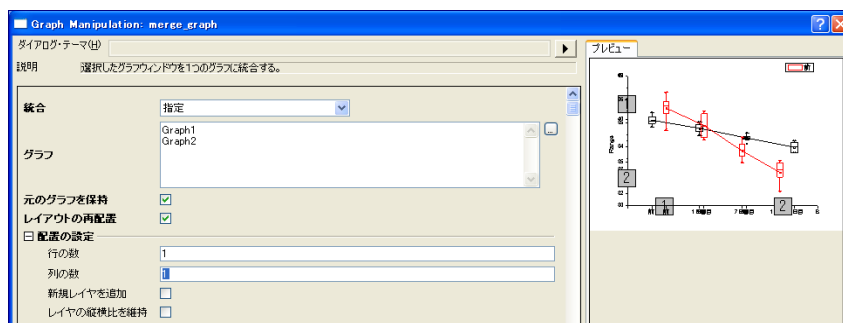 Graph Manipulation: merge_graph
ダイアログ・テーマ(H)
説明 選択したグラフウィンドウを1つのグラフに統合する。
統合 指定
グラフ
Graph1
Graph2
元のグラフを保持
レイアウトの再配置
配置の設定
行の数 1
列の数 1
新規レイヤを追加
レイヤの縦横比を維持
プレビュー
前
Range
1
2
1
2